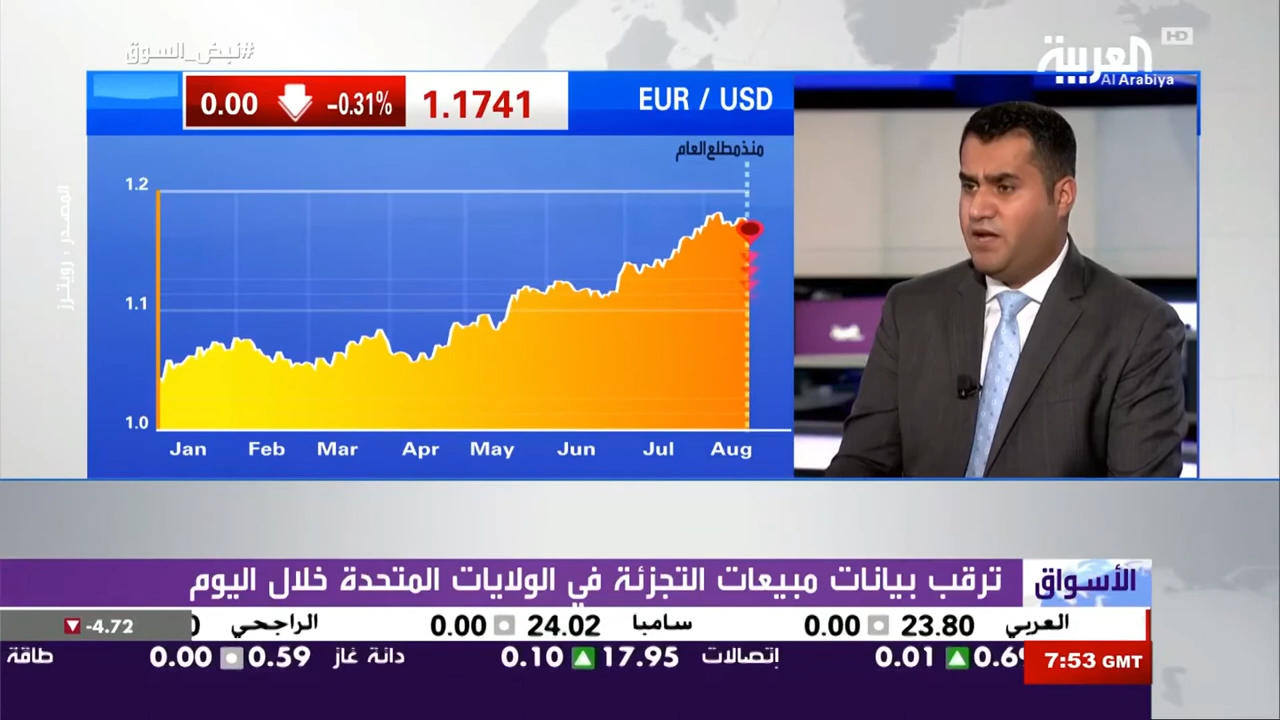 #نبض_السوق
العربية HD
Al Arabiya
0.00 -0.31% 1.1741 EUR / USD
منذ مطلع العام
المصدر : رويترز
1.2
1.1
1.0
Jan Feb Mar Apr May Jun Jul Aug
الأسواق
ترقب بيانات مبيعات التجزئة في الولايات المتحدة خلال اليوم
العربي 23.80 0.00 سامبا 24.02 0.00 الراجحي
-4.72
0.01 إتصالات 17.95 0.10 دانة غاز 0.59 0.00 طاقة
7:53 GMT